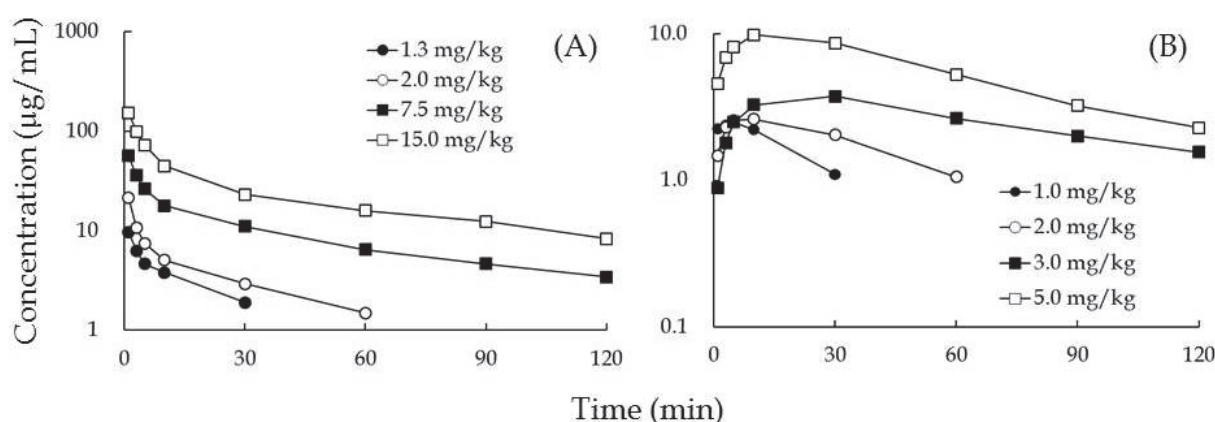 Concentration (µg/mL)
1000
100
10
1
0
30
60
90
120
(A)
1.3 mg/kg
2.0 mg/kg
7.5 mg/kg
15.0 mg/kg
10.0
1.0
0.1
0
30
60
90
120
(B)
1.0 mg/kg
2.0 mg/kg
3.0 mg/kg
5.0 mg/kg
Time (min)